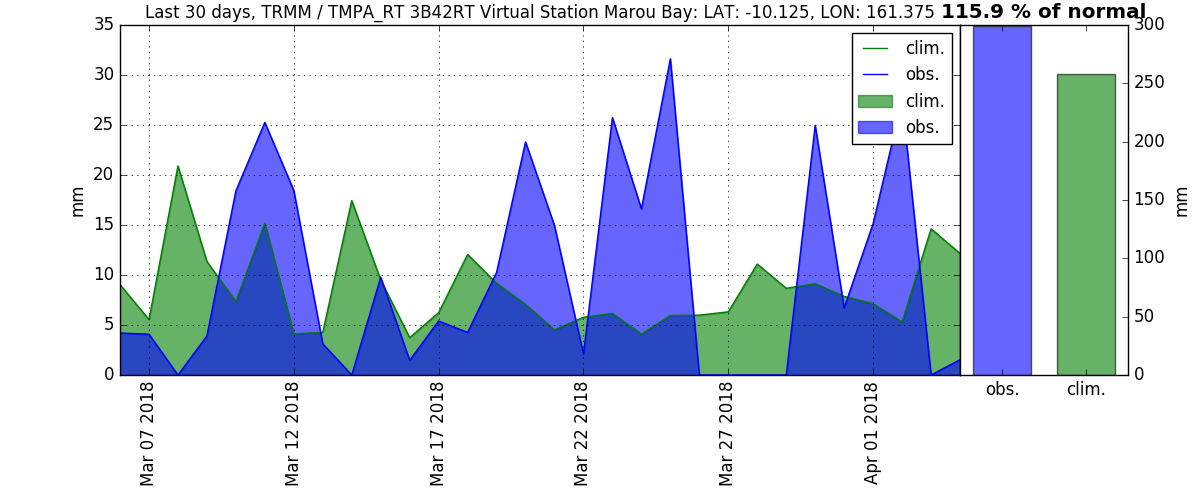 Last 30 days, TRMM / TMPA_RT 3B42RT Virtual Station Marou Bay: LAT: -10.125, LON: 161.375 115.9 % of normal
35
30
25
20
15
10
5
0
mm
clim.
obs.
clim.
obs.
Mar 07 2018
Mar 12 2018
Mar 17 2018
Mar 22 2018
Mar 27 2018
Apr 01 2018
300
250
200
150
100
50
0
mm
obs.
clim.